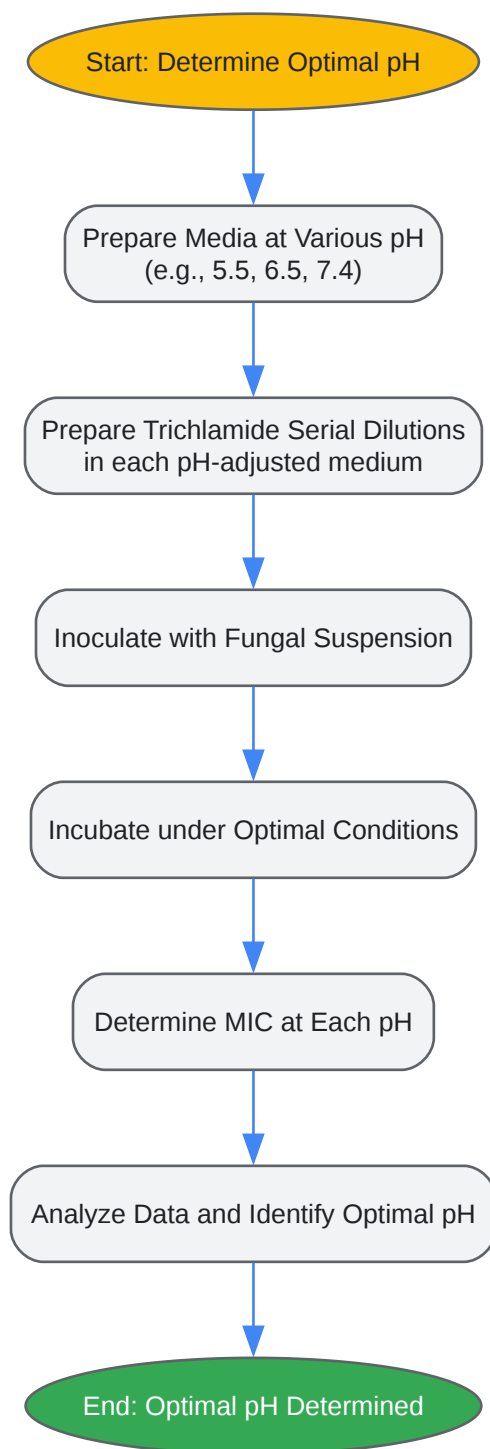 Start: Determine Optimal pH
Prepare Media at Various pH
(e.g., 5.5, 6.5, 7.4)
Prepare Trichlamide Serial Dilutions
in each pH-adjusted medium
Inoculate with Fungal Suspension
Incubate under Optimal Conditions
Determine MIC at Each pH
Analyze Data and Identify Optimal pH
End: Optimal pH Determined